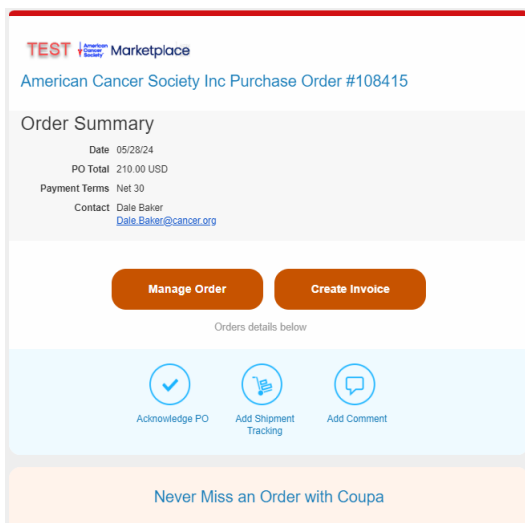 TEST American Cancer Society Marketplace
American Cancer Society Inc Purchase Order #108415
Order Summary
Date 05/28/24
PO Total 210.00 USD
Payment Terms Net 30
Contact Dale Baker
Dale.Baker@cancer.org
Manage Order Create Invoice
Orders details below
Acknowledge PO Add Shipment Tracking Add Comment
Never Miss an Order with Coupa